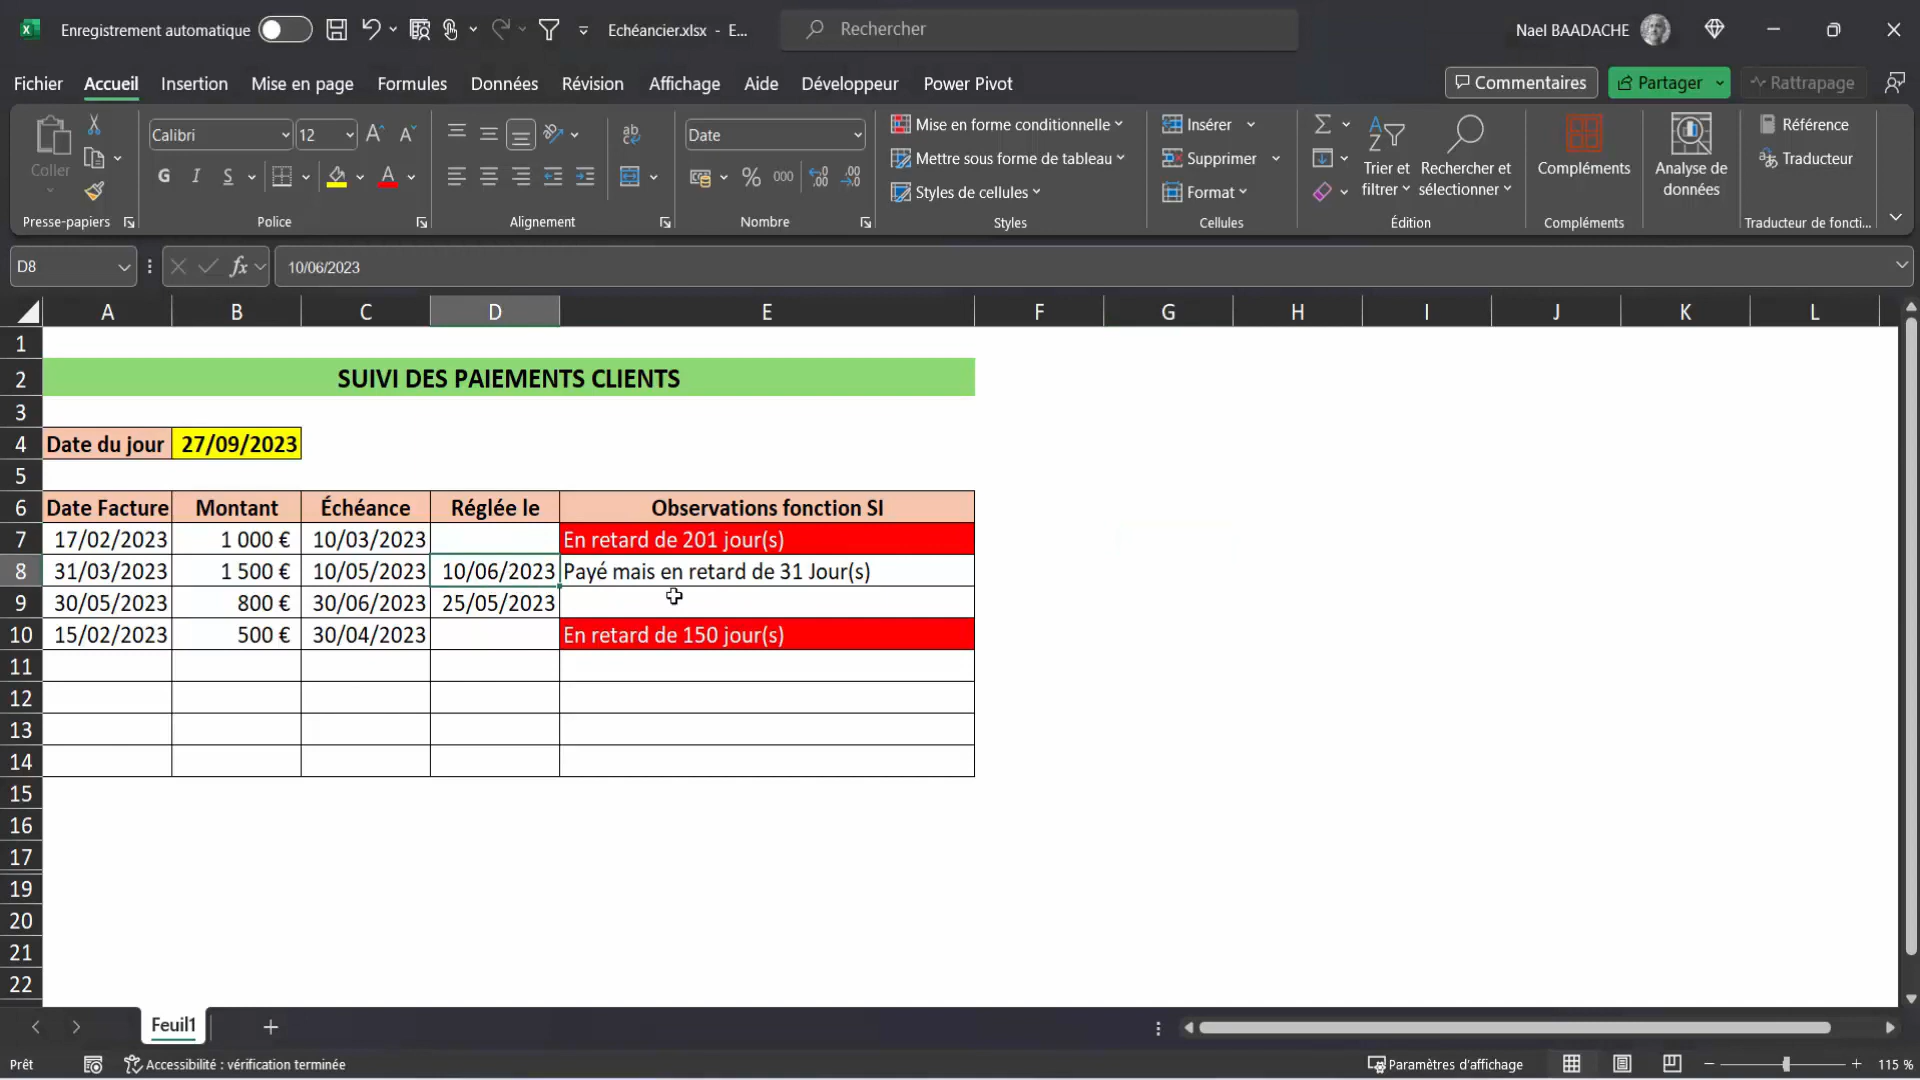 Enregistrement automatique
Echéancier.xlsx - E...
Rechercher
Nael BAADACHE
Fichier Accueil Insertion Mise en page Formules Données Révision Affichage Aide Développeur Power Pivot
Commentaires Partager Rattrapage
Coller
Presse-papiers
Calibri 12
G I S
Police
ab
Alignement
Date
% 000
Nombre
Mise en forme conditionnelle
Mettre sous forme de tableau
Styles de cellules
Styles
Insérer
Supprimer
Format
Cellules
Trier et filtrer
Rechercher et sélectionner
Édition
Compléments
Compléments
Analyse de données
Référence
Traducteur
Traducteur de foncti...
D8 fx 10/06/2023
A B C D E F G H I J K L
1
2 SUIVI DES PAIEMENTS CLIENTS
3
4 Date du jour 27/09/2023
5
6 Date Facture Montant Échéance Réglée le Observations fonction SI
7 17/02/2023 1 000 € 10/03/2023 En retard de 201 jour(s)
8 31/03/2023 1 500 € 10/05/2023 10/06/2023 Payé mais en retard de 31 Jour(s)
9 30/05/2023 800 € 30/06/2023 25/05/2023
10 15/02/2023 500 € 30/04/2023 En retard de 150 jour(s)
11
12
13
14
15
16
17
19
20
21
22
Feuil1
Prêt
Accessibilité : vérification terminée
Paramètres d'affichage
115 %